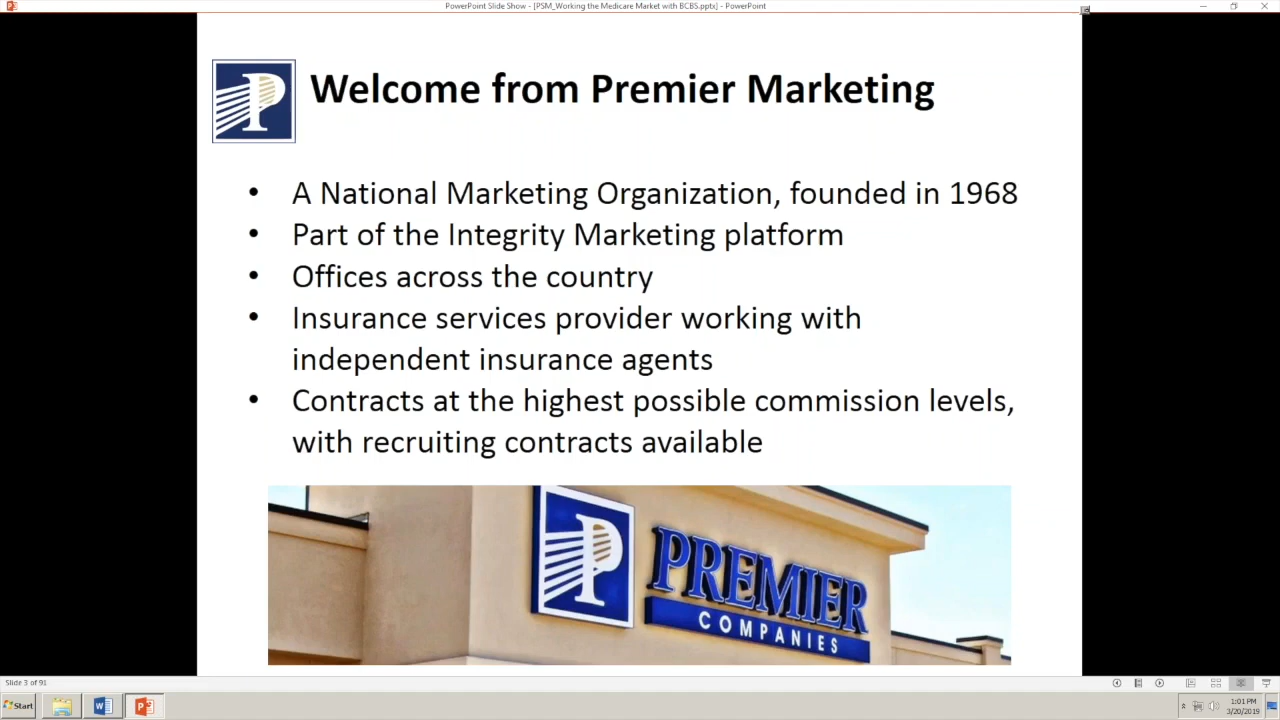 PowerPoint Slide Show - [PSM_Working the Medicare Market with BCBS.pptx] - PowerPoint
P
Welcome from Premier Marketing
• A National Marketing Organization, founded in 1968
• Part of the Integrity Marketing platform
• Offices across the country
• Insurance services provider working with
independent insurance agents
• Contracts at the highest possible commission levels,
with recruiting contracts available
P
PREMIER
COMPANIES
Slide 3 of 91
Start
1:01 PM
3/20/2019